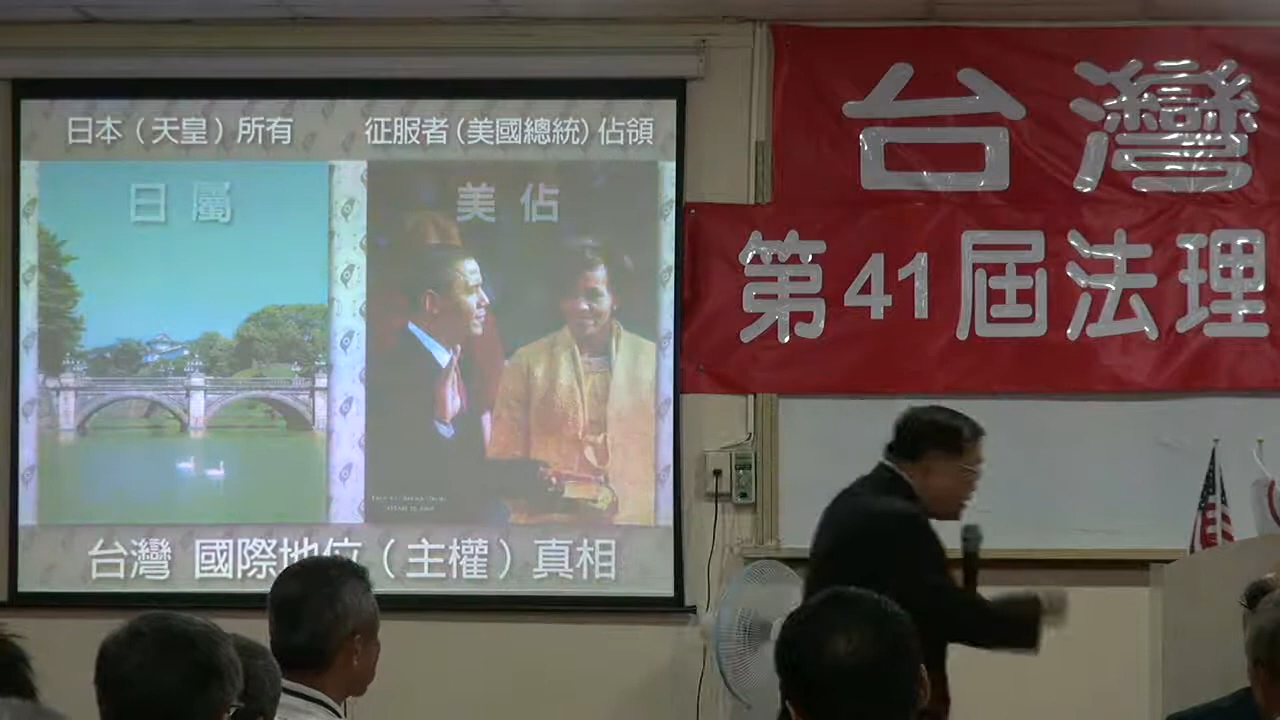 日本（天皇）所有
征服者（美國總統）佔領
日屬
美佔
台灣 國際地位（主權）真相
台灣
第41屆法理